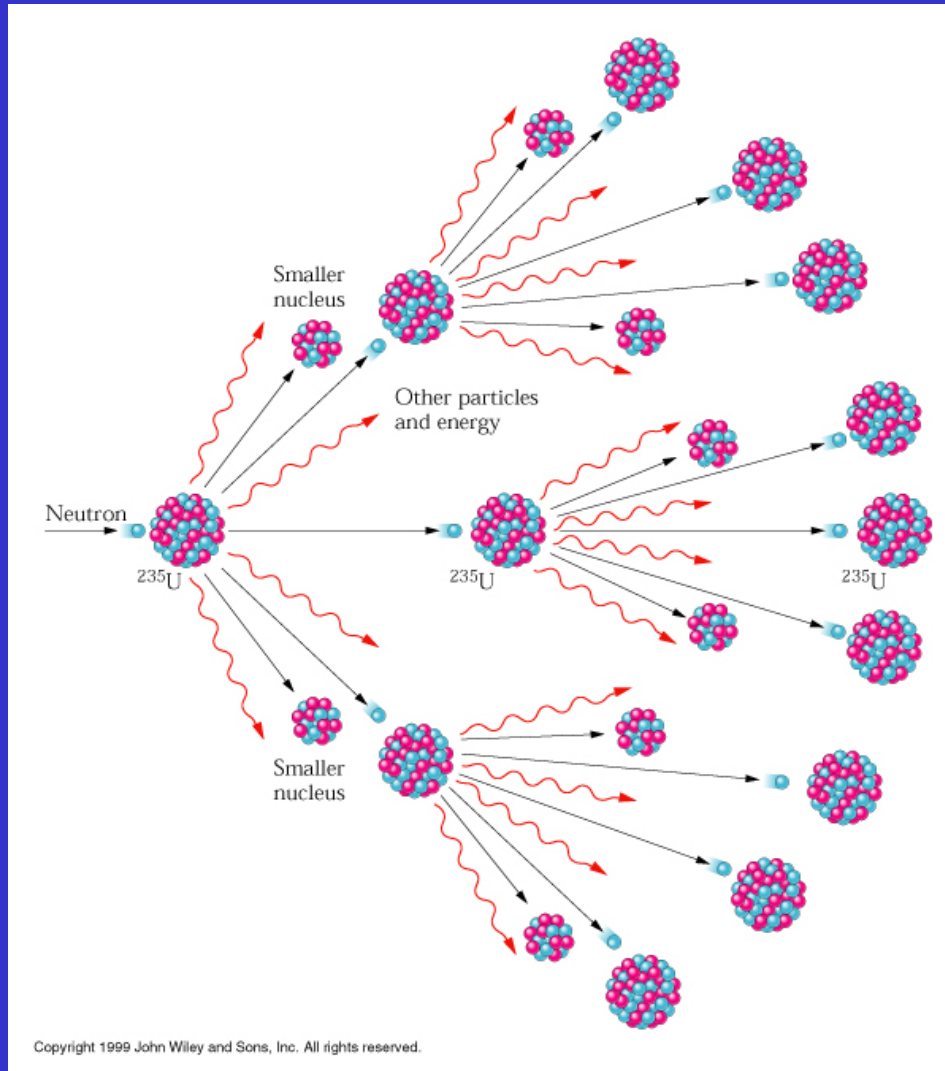 Smaller
nucleus
Other particles
and energy
Neutron
²³⁵U
²³⁵U
²³⁵U
Smaller
nucleus
Copyright 1999 John Wiley and Sons, Inc. All rights reserved.